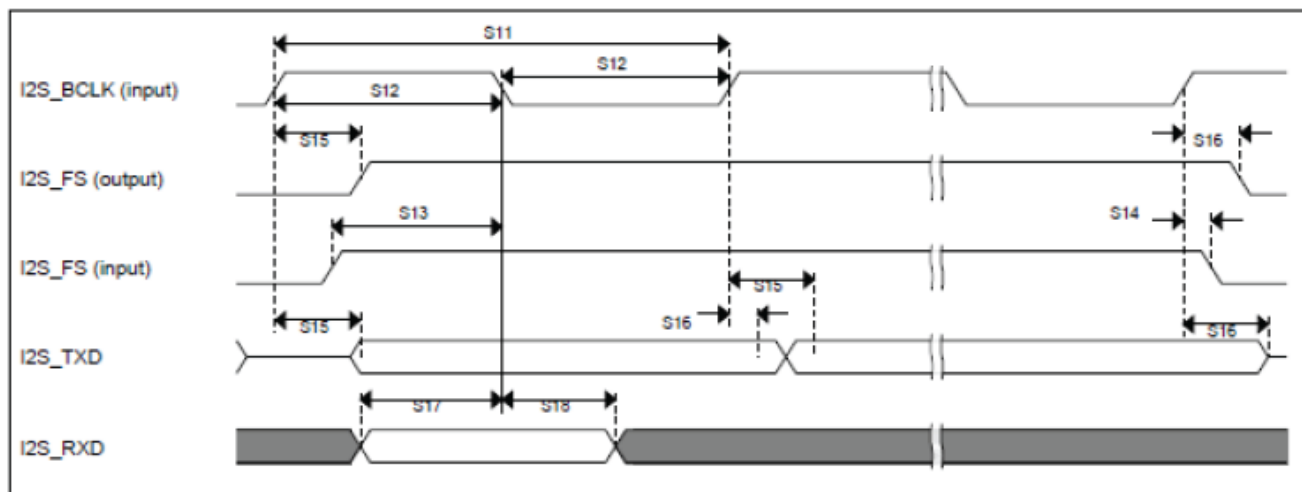 S11
S12
I2S_BCLK (input)
S12
S15
S16
I2S_FS (output)
S13
S14
I2S_FS (input)
S15
S16
S15
S16
I2S_TXD
S17
S18
I2S_RXD